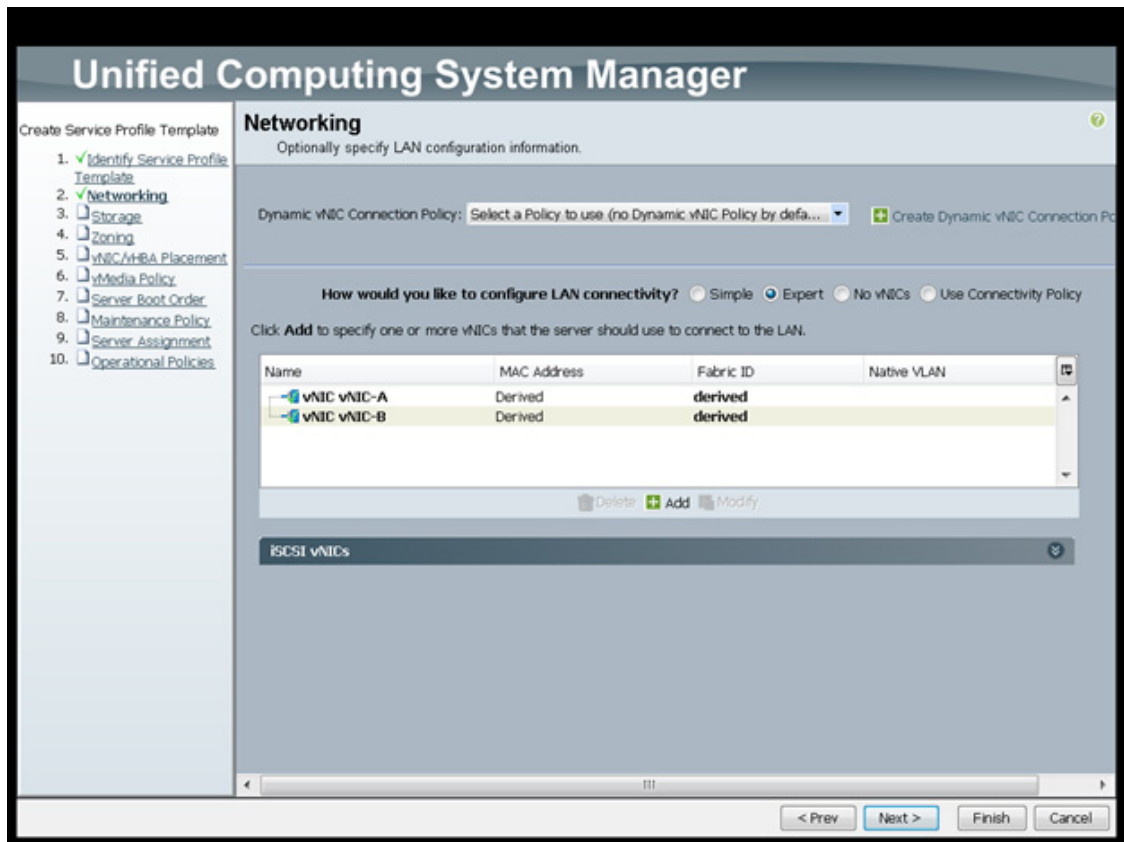 Unified Computing System Manager
Create Service Profile Template
1. Identify Service Profile
Template
2. Networking
3. Storage
4. Zoning
5. vNIC/vHBA Placement
6. vMedia Policy
7. Server Boot Order
8. Maintenance Policy
9. Server Assignment
10. Operational Policies
Networking
Optionally specify LAN configuration information.
Dynamic vNIC Connection Policy: Select a Policy to use (no Dynamic vNIC Policy by defa... Create Dynamic vNIC Connection Po
How would you like to configure LAN connectivity? Simple Expert No vNICs Use Connectivity Policy
Click Add to specify one or more vNICs that the server should use to connect to the LAN.
Name MAC Address Fabric ID Native VLAN
vNIC vNIC-A Derived derived
vNIC vNIC-B Derived derived
Delete Add Modify
iSCSI vNICs
< Prev Next > Finish Cancel